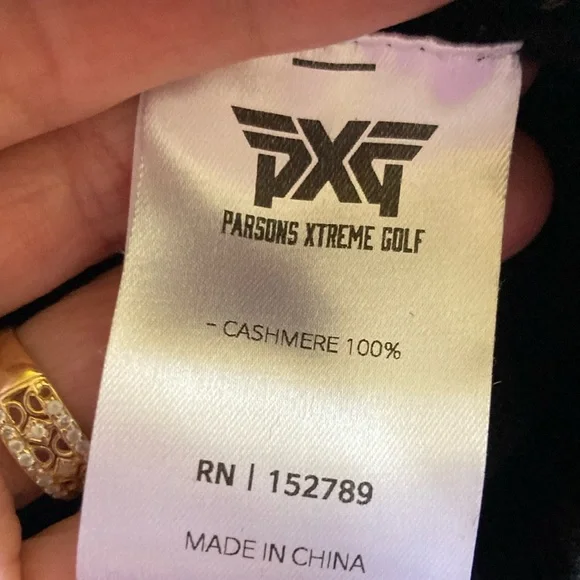 PXG
PARSONS XTREME GOLF
- CASHMERE 100%
RN | 152789
MADE IN CHINA